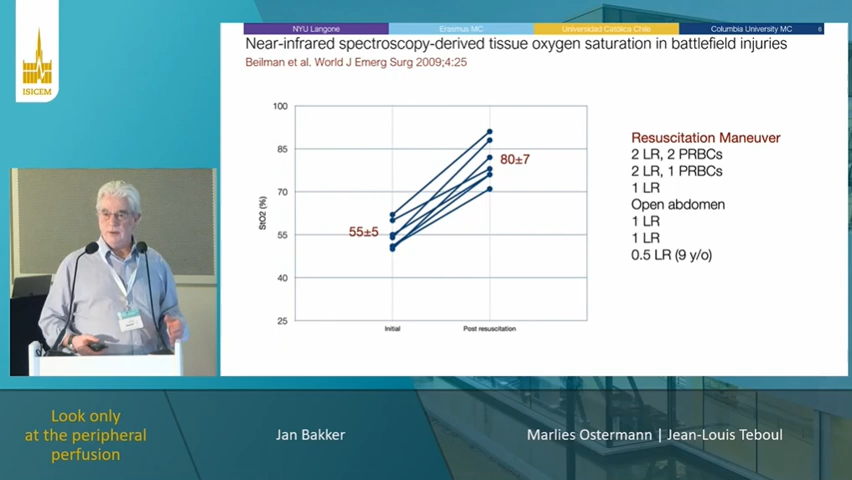 NYU Langone
Erasmus MC
Universidad Católica Chile
Columbia University MC
6
Near-infrared spectroscopy-derived tissue oxygen saturation in battlefield injuries
Beilman et al. World J Emerg Surg 2009;4:25
ISICEM
100
85
70
55
40
25
StO2 (%)
55±5
80±7
Initial
Post resuscitation
Resuscitation Maneuver
2 LR, 2 PRBCs
2 LR, 1 PRBCs
1 LR
Open abdomen
1 LR
1 LR
0.5 LR (9 y/o)
Look only
at the peripheral
perfusion
Jan Bakker
Marlies Ostermann | Jean-Louis Teboul